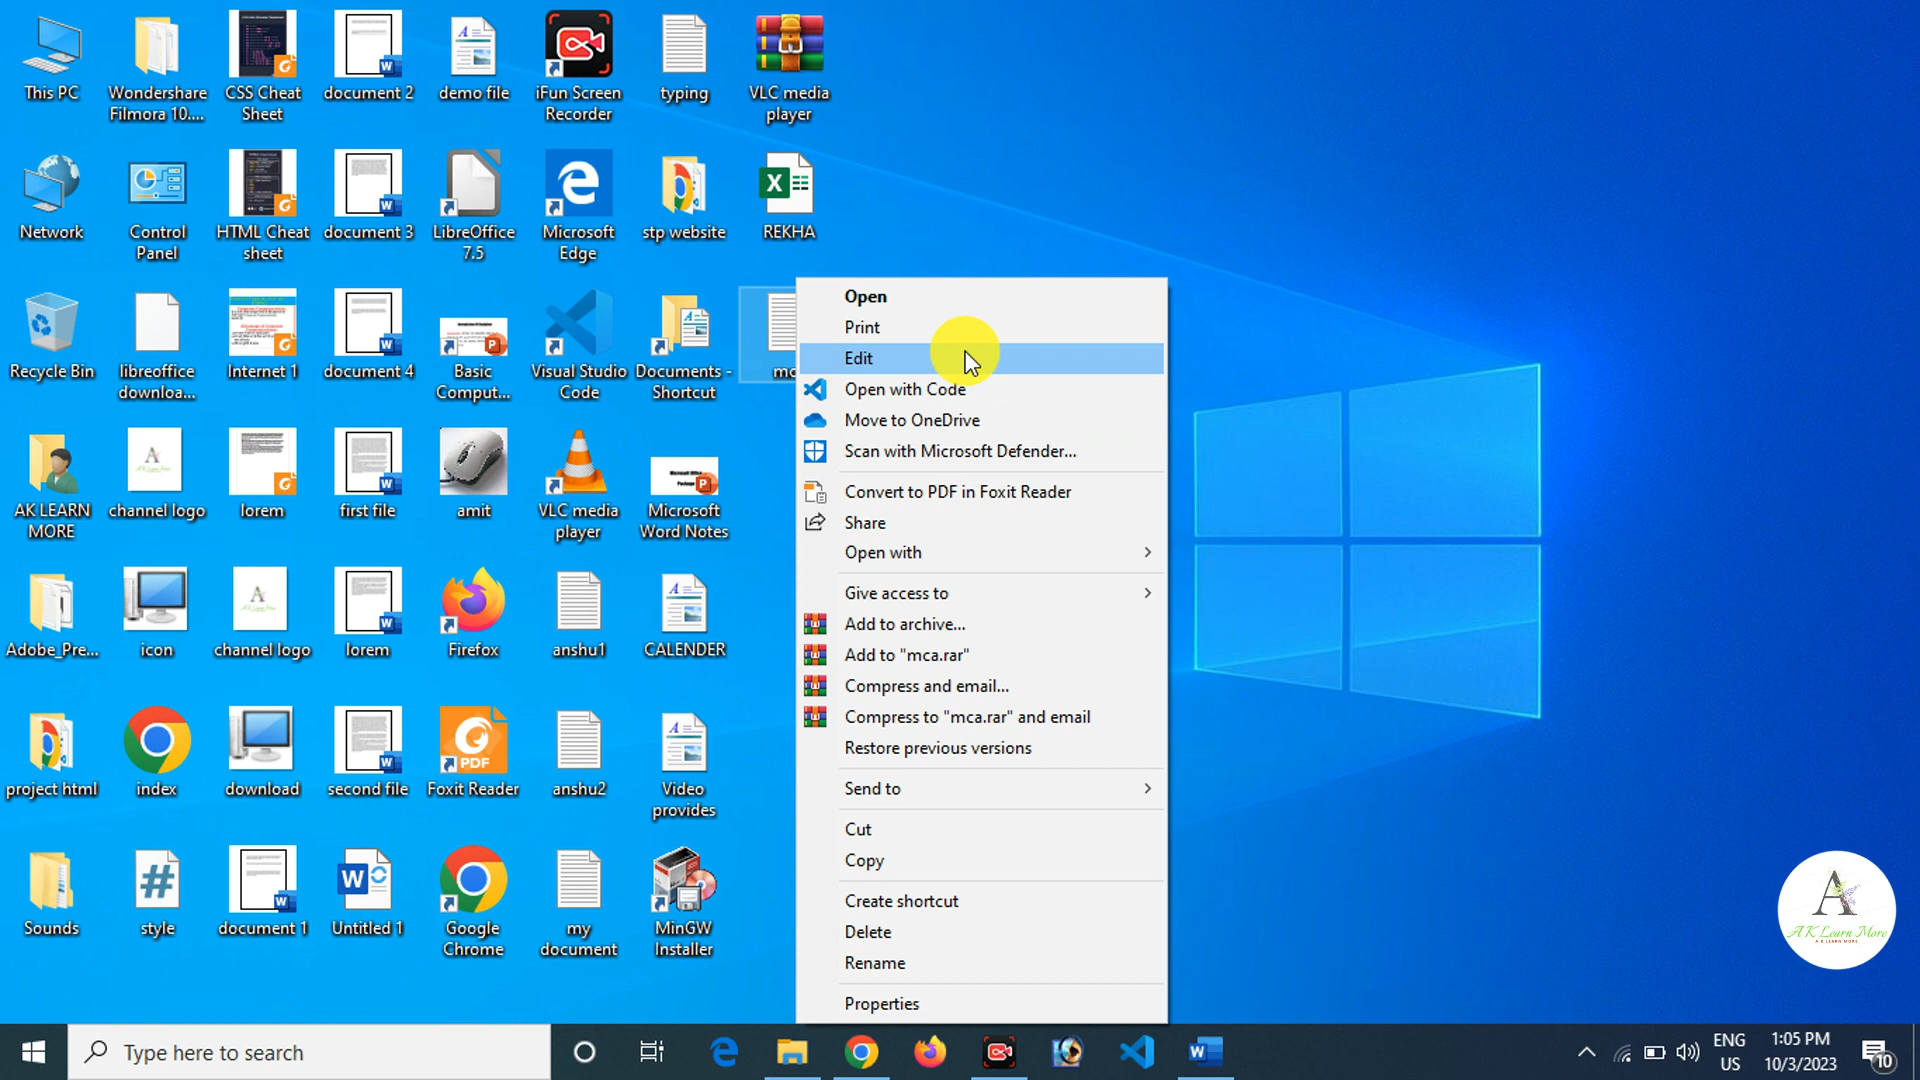 This PC
Wondershare
Filmora 10....
CSS Cheat
Sheet
document 2
demo file
iFun Screen
Recorder
typing
VLC media
player
Network
Control
Panel
HTML Cheat
sheet
document 3
LibreOffice
7.5
Microsoft
Edge
stp website
REKHA
Recycle Bin
libreoffice
downloa...
Internet 1
document 4
Basic
Comput...
Visual Studio
Code
Documents -
Shortcut
AK LEARN
MORE
channel logo
lorem
first file
amit
VLC media
player
Microsoft
Word Notes
Adobe_Pre...
icon
channel logo
lorem
Firefox
anshu1
CALENDER
project html
index
download
second file
PDF
Foxit Reader
anshu2
Video
provides
Sounds
style
document 1
Untitled 1
Google
Chrome
my
document
MinGW
Installer
Open
Print
Edit
Open with Code
Move to OneDrive
Scan with Microsoft Defender...
Convert to PDF in Foxit Reader
Share
Open with
Give access to
Add to archive...
Add to "mca.rar"
Compress and email...
Compress to "mca.rar" and email
Restore previous versions
Send to
Cut
Copy
Create shortcut
Delete
Rename
Properties
A K Learn More
Type here to search
ENG
US
1:05 PM
10/3/2023
10